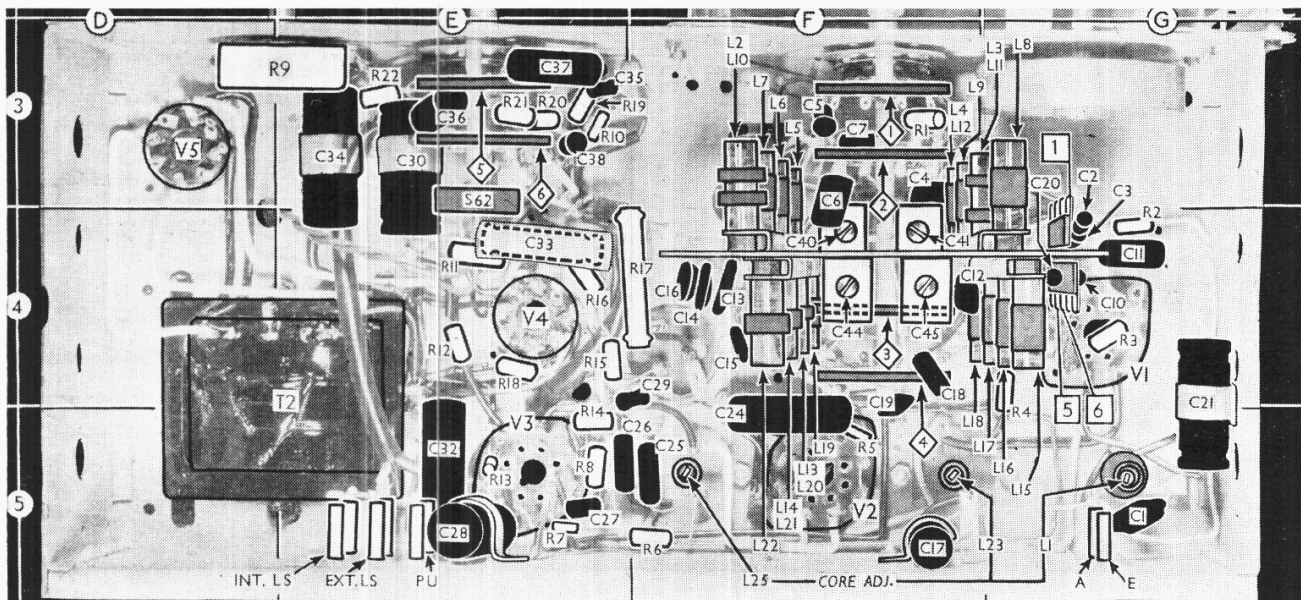 D E F G
3
4
5
R9
R22
C37
C35
L2
L10
L7
L6
L5
C5
C7
1
R1
L4
L12
L9
L3
L11
L8
C36
R21
R20
R19
R10
C38
V5
C34
C30
5
6
S62
C6
2
C4
C20
1
C2
C3
R2
C11
C33
R11
R16
R17
C40
C41
C16
C14
C13
C12
C10
V4
C44
C45
R3
V1
R12
R18
R15
C15
3
C18
C29
C24
C19
4
R4
5
6
C21
T2
C32
V3
R14
C26
C25
R8
R13
L19
L13
L20
L14
L21
L22
R5
V2
L18
L17
L16
L15
C28
C27
R7
R6
C17
L23
L1
C1
INT. LS
EXT. LS
PU
L25
CORE ADJ.
A
E